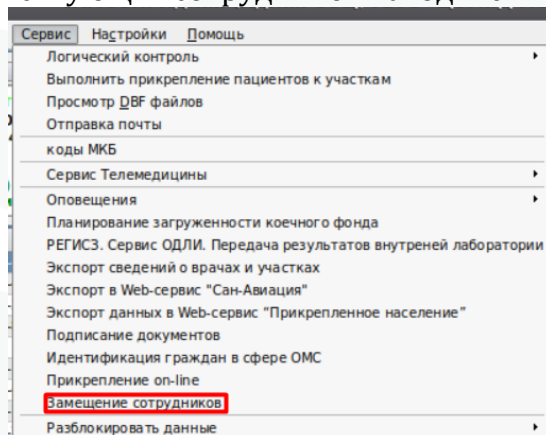 Сервис Настройки Помощь
Логический контроль
Выполнить прикрепление пациентов к участкам
Просмотр DBF файлов
Отправка почты
коды МКБ
Сервис Телемедицины
Оповещения
Планирование загруженности коечного фонда
РЕГИСЗ. Сервис ОДЛИ. Передача результатов внутреней лаборатории
Экспорт сведений о врачах и участках
Экспорт в Web-сервис "Сан-Авиация"
Экспорт данных в Web-сервис "Прикрепленное население"
Подписание документов
Идентификация граждан в сфере ОМС
Прикрепление on-line
Замещение сотрудников
Разблокировать данные